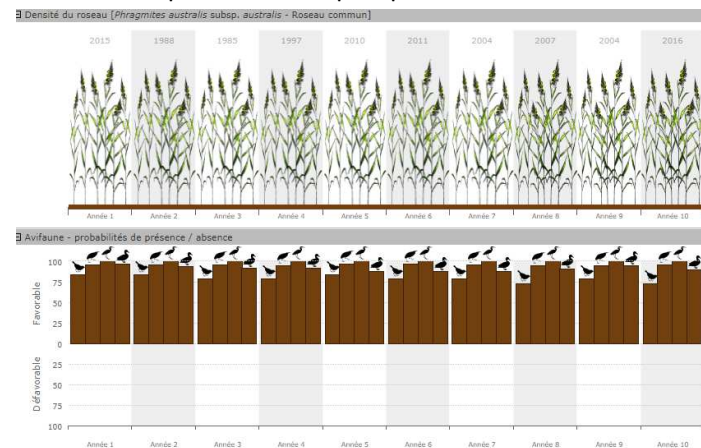 Densité du roseau [Phragmites australis subsp. australis - Roseau commun]
2015 1988 1985 1997 2010 2011 2004 2007 2004 2016
Année 1 Année 2 Année 3 Année 4 Année 5 Année 6 Année 7 Année 8 Année 9 Année 10
Avifaune - probabilités de présence / absence
100
75
50
25
0
25
50
75
100
Favorable
Défavorable
Année 1 Année 2 Année 3 Année 4 Année 5 Année 6 Année 7 Année 8 Année 9 Année 10